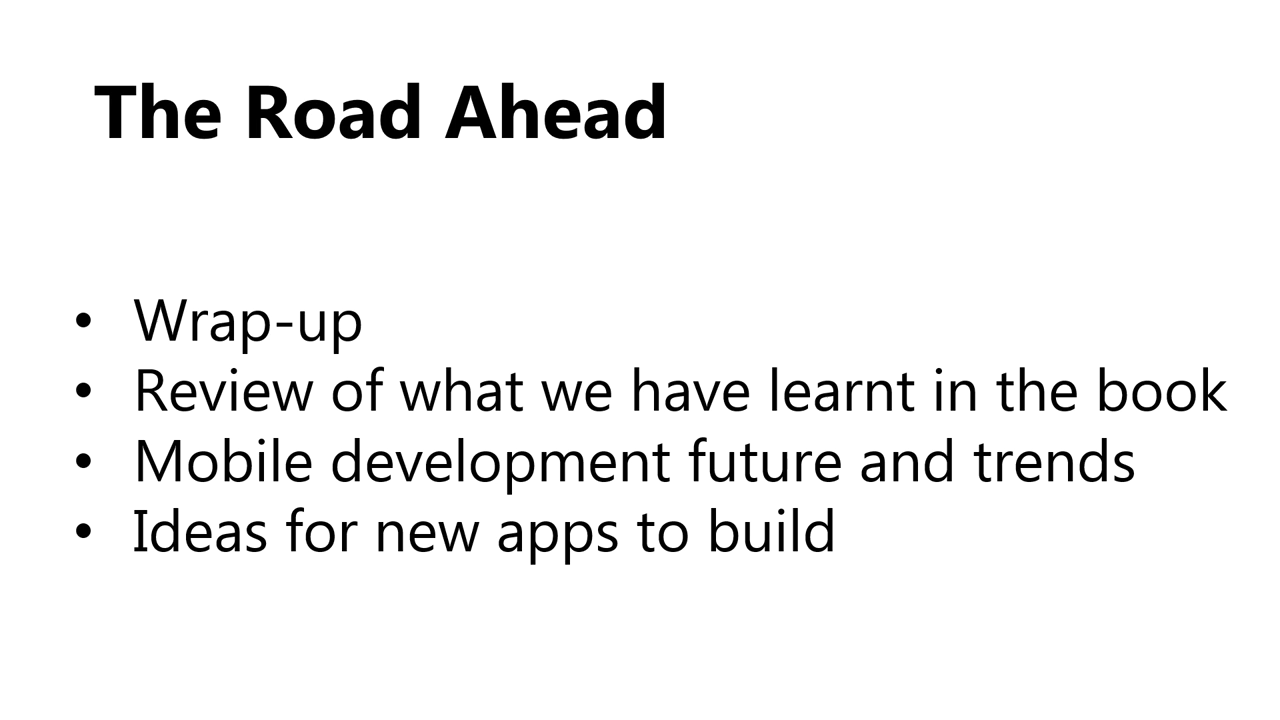 The Road Ahead
• Wrap-up
• Review of what we have learnt in the book
• Mobile development future and trends
• Ideas for new apps to build